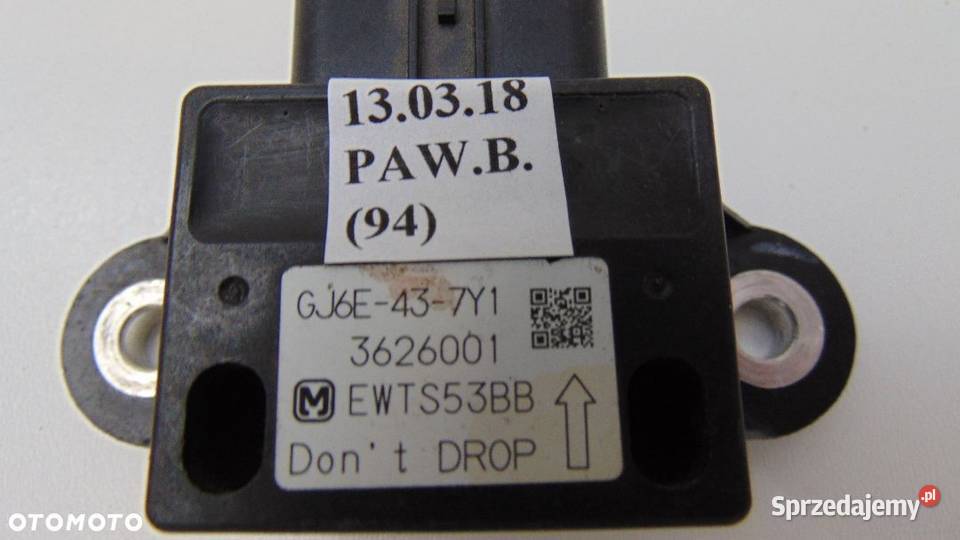 13.03.18
PAW.B.
(94)
GJ6E-43-7Y1
3626001
M EWTS53BB
Don't DROP
OTOMOTO
Sprzedajemy.pl